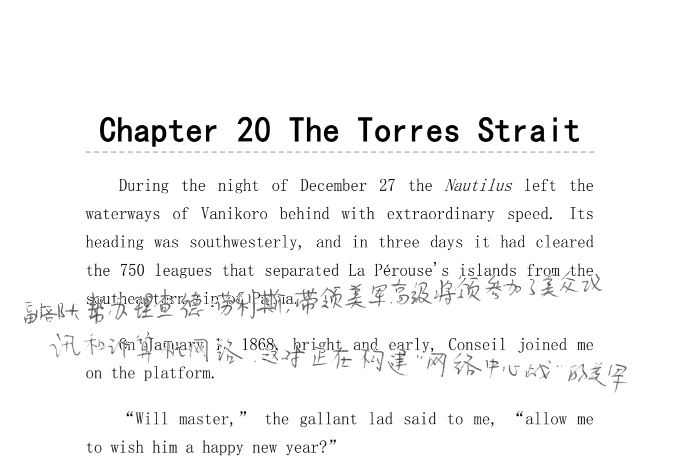 Chapter 20 The Torres Strait
During the night of December 27 the Nautilus left the
waterways of Vanikoro behind with extraordinary speed. Its
heading was southwesterly, and in three days it had cleared
the 750 leagues that separated La Pérouse's islands from the
southeastern tip of Papua.
副部大 帮办理查德·劳利斯,带领美军高级将领参加了美众议
On January 1, 1868, bright and early, Conseil joined me
讯和计算机网络.这对正在构建"网络中心战"的美军
on the platform.
“Will master,” the gallant lad said to me, “allow me
to wish him a happy new year?”